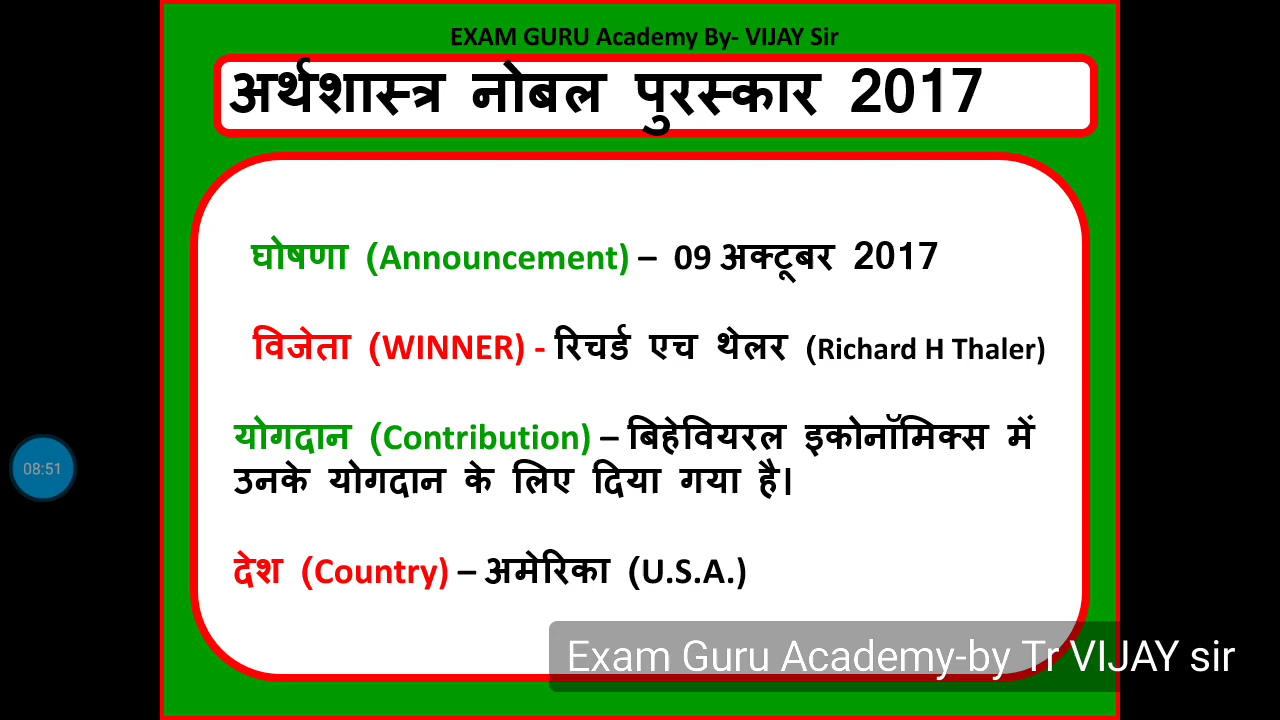 EXAM GURU Academy By- VIJAY Sir
अर्थशास्त्र नोबल पुरस्कार 2017
घोषणा (Announcement) – 09 अक्टूबर 2017
विजेता (WINNER) - रिचर्ड एच थेलर (Richard H Thaler)
योगदान (Contribution) – बिहेवियरल इकोनॉमिक्स में
उनके योगदान के लिए दिया गया है।
08:51
देश (Country) – अमेरिका (U.S.A.)
Exam Guru Academy-by Tr VIJAY sir